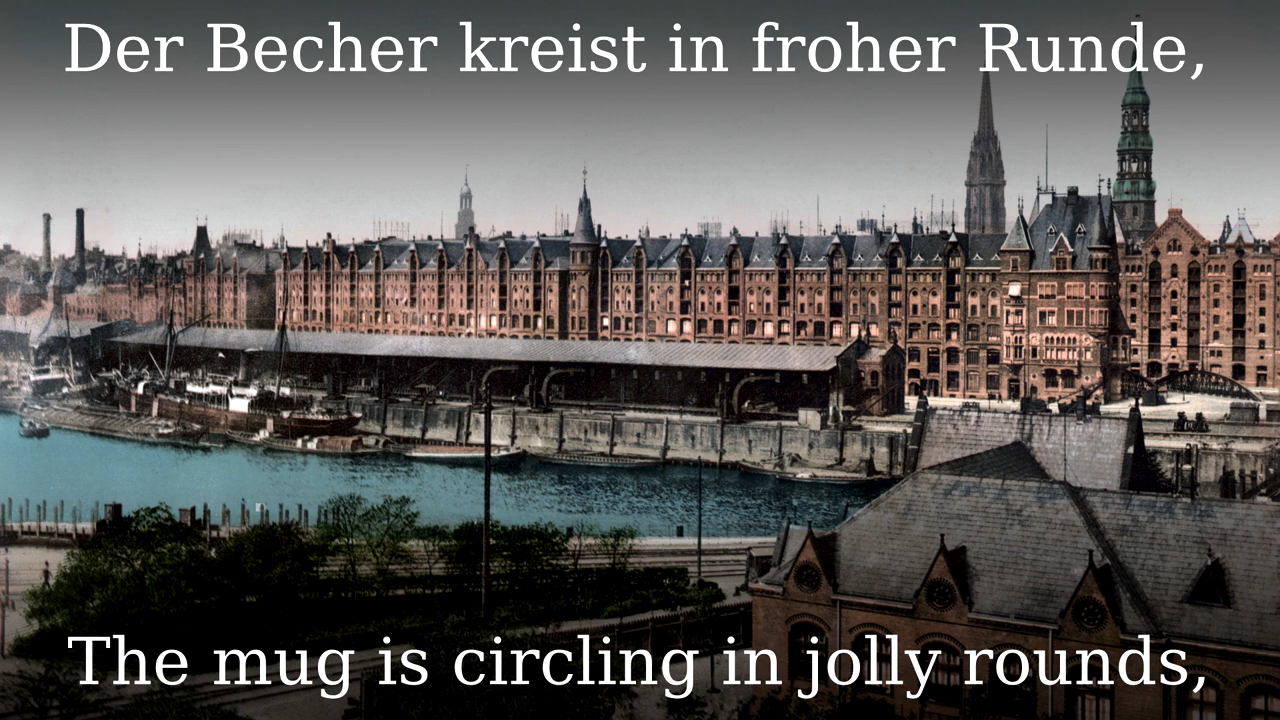 Der Becher kreist in froher Runde,
The mug is circling in jolly rounds,